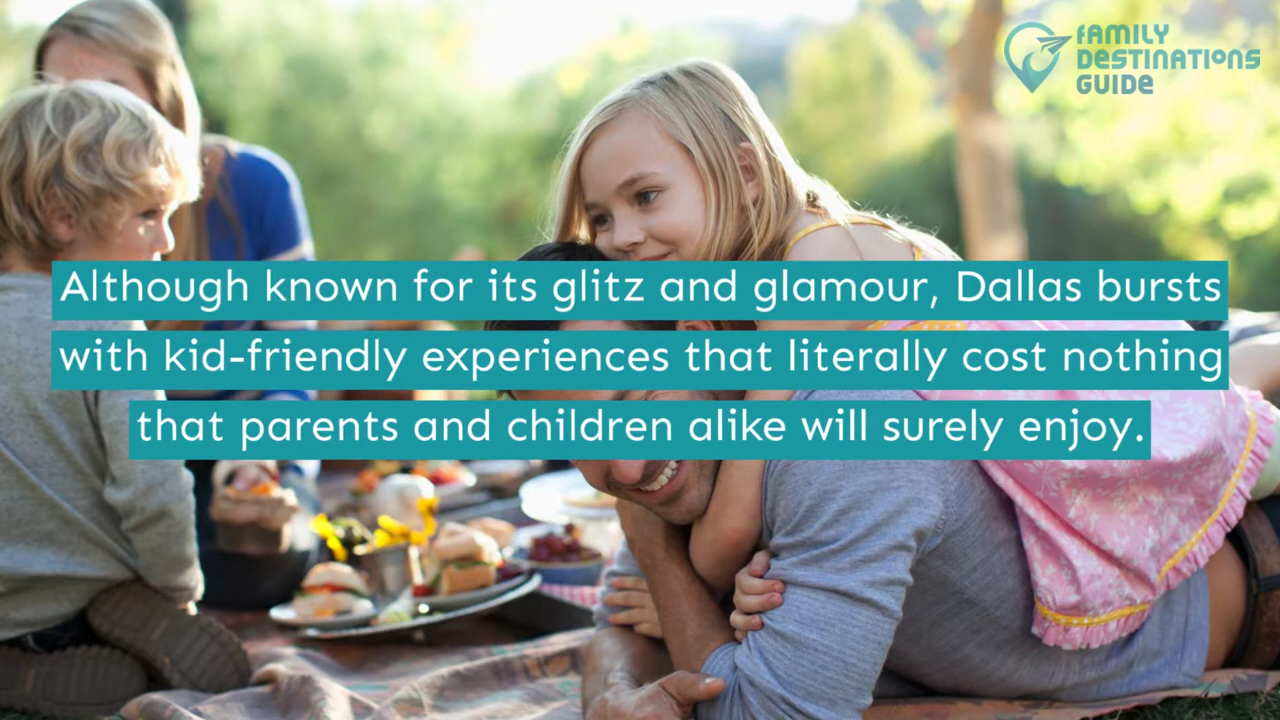 FAMILY
DESTINATIONS
GUIDE
Although known for its glitz and glamour, Dallas bursts
with kid-friendly experiences that literally cost nothing
that parents and children alike will surely enjoy.